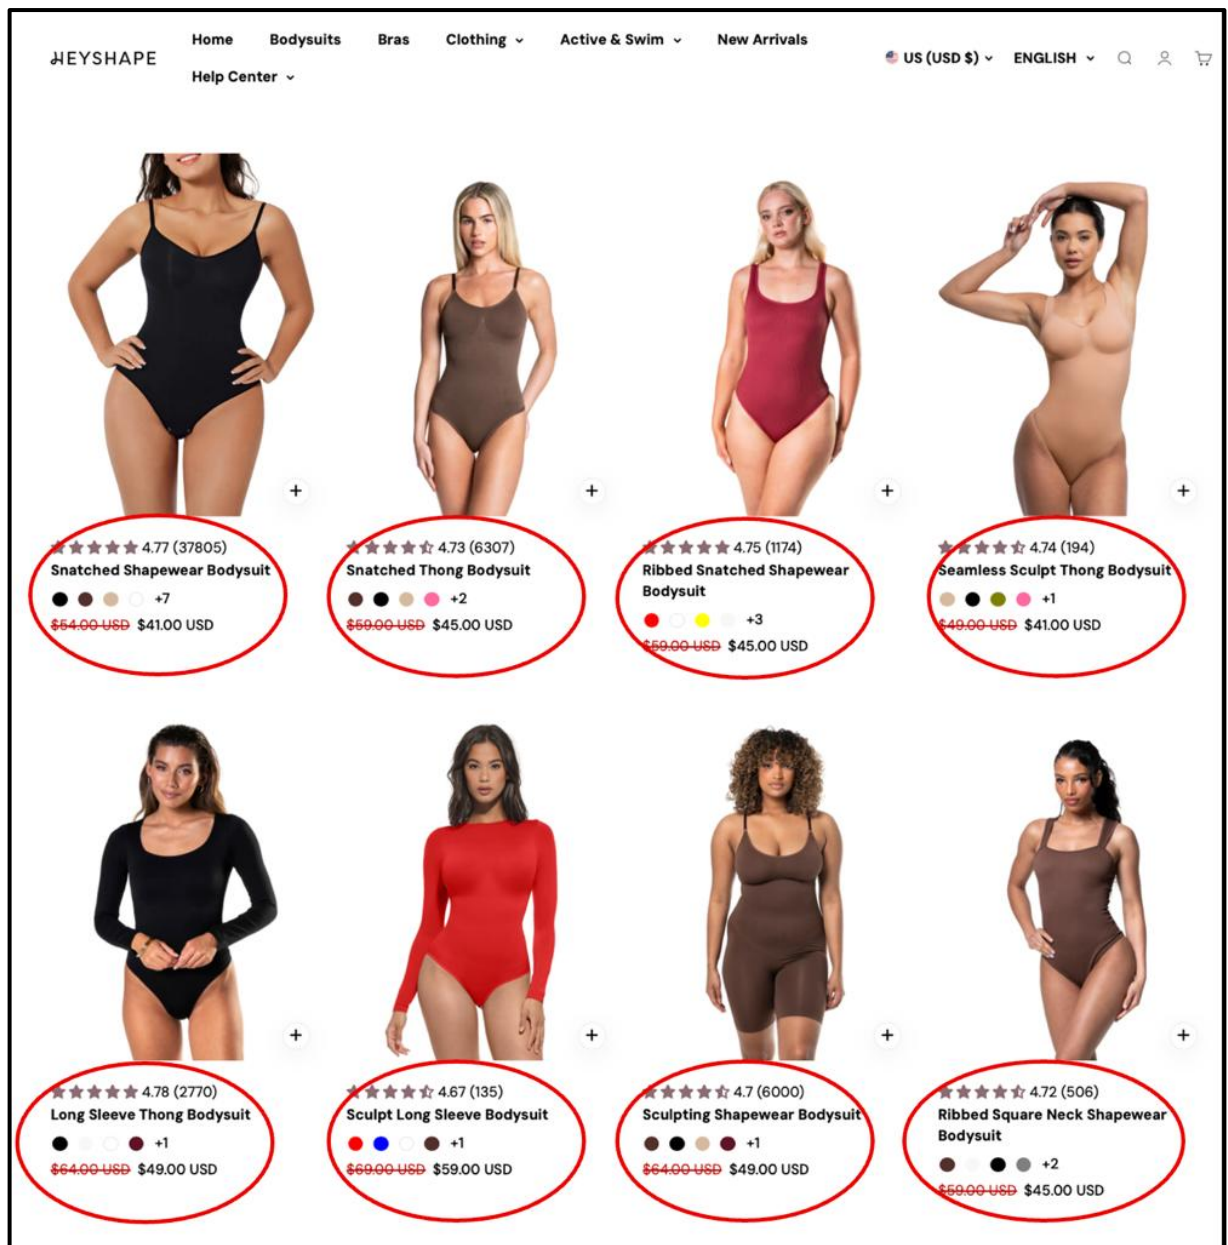 Home Bodysuits Bras Clothing Active & Swim New Arrivals
HEYSHAPE
US (USD $) ENGLISH
Help Center
4.77 (37805)
Snatched Shapewear Bodysuit
+7
$54.00 USD $41.00 USD
4.73 (6307)
Snatched Thong Bodysuit
+2
$59.00 USD $45.00 USD
4.75 (1174)
Ribbed Snatched Shapewear
Bodysuit
+3
$59.00 USD $45.00 USD
4.74 (194)
Seamless Sculpt Thong Bodysuit
+1
$49.00 USD $41.00 USD
4.78 (2770)
Long Sleeve Thong Bodysuit
+1
$64.00 USD $49.00 USD
4.67 (135)
Sculpt Long Sleeve Bodysuit
+1
$69.00 USD $59.00 USD
4.7 (6000)
Sculpting Shapewear Bodysuit
+1
$64.00 USD $49.00 USD
4.72 (506)
Ribbed Square Neck Shapewear
Bodysuit
+2
$59.00 USD $45.00 USD